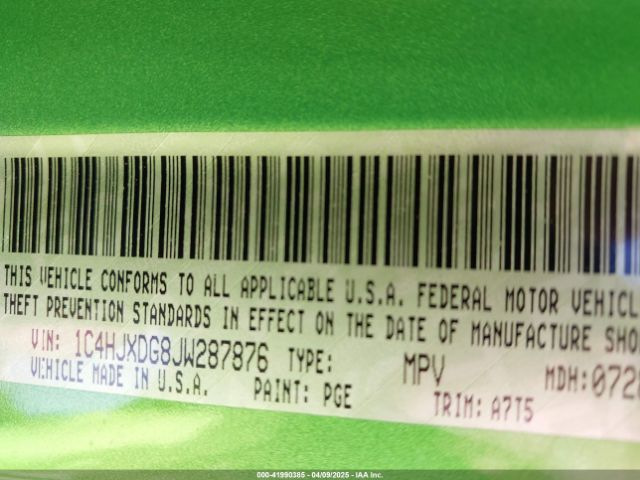 THIS VEHICLE CONFORMS TO ALL APPLICABLE U.S.A. FEDERAL MOTOR VEHICL
THEFT PREVENTION STANDARDS IN EFFECT ON THE DATE OF MANUFACTURE SHO
VIN: 1C4HJXDG8JW287876 TYPE: MPV MDH:072
VEHICLE MADE IN U.S.A. PAINT: PGE TRIM: A7T5
000-41990385 - 04/09/2025 - IAA Inc.